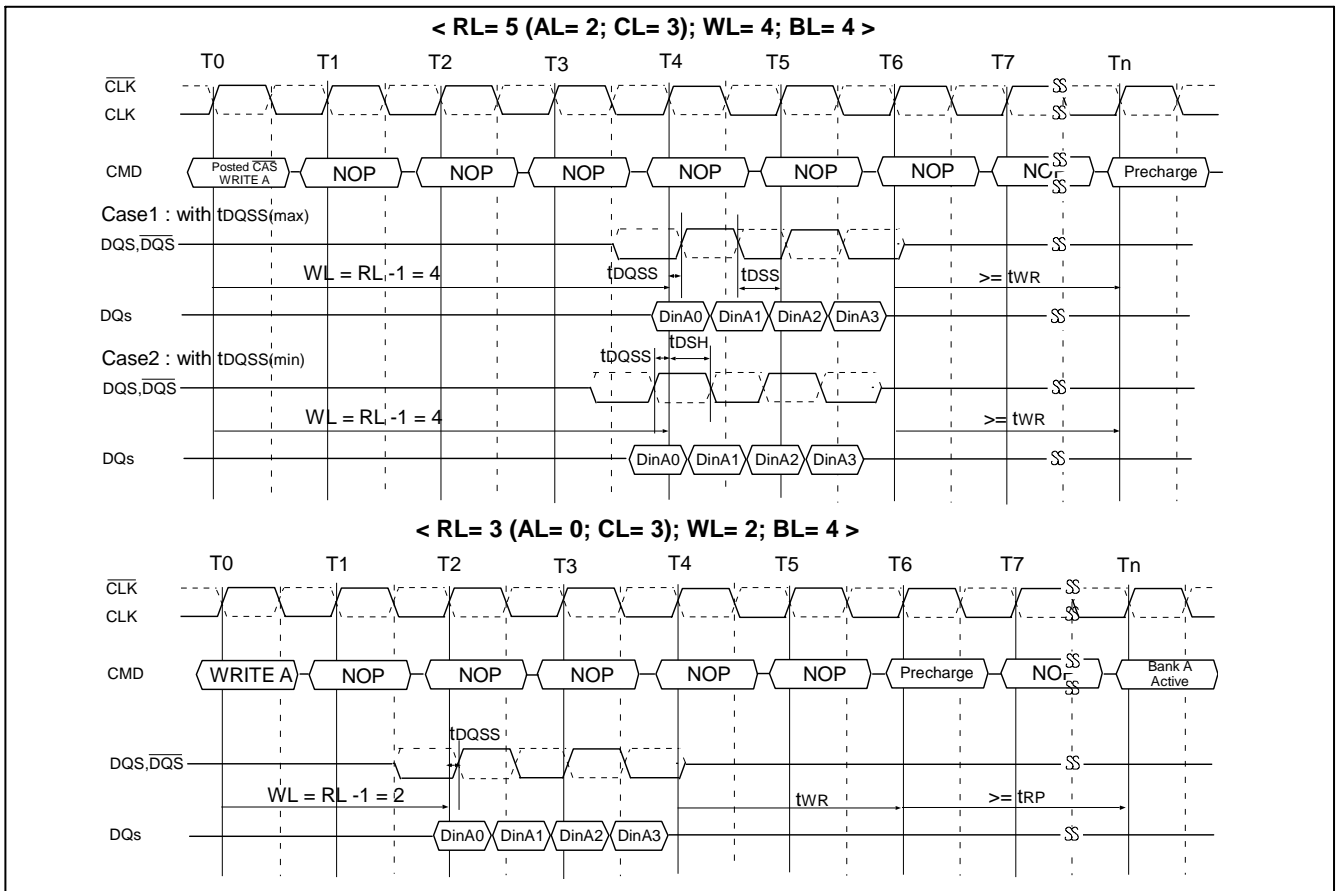 < RL= 5 (AL= 2; CL= 3); WL= 4; BL= 4 >
T0 T1 T2 T3 T4 T5 T6 T7 Tn
CLK
CLK
CMD Posted CAS WRITE A NOP NOP NOP NOP NOP NOP NOP Precharge
Case1 : with tDQSS(max)
DQS,DQS
WL = RL -1 = 4 tDQSS tDSS >= tWR
DQs DinA0 DinA1 DinA2 DinA3
Case2 : with tDQSS(min) tDQSS tDSH
DQS,DQS
WL = RL -1 = 4 >= tWR
DQs DinA0 DinA1 DinA2 DinA3
< RL= 3 (AL= 0; CL= 3); WL= 2; BL= 4 >
T0 T1 T2 T3 T4 T5 T6 T7 Tn
CLK
CLK
CMD WRITE A NOP NOP NOP NOP NOP Precharge NOP Bank A Active
tDQSS
DQS,DQS
WL = RL -1 = 2 tWR >= tRP
DQs DinA0 DinA1 DinA2 DinA3